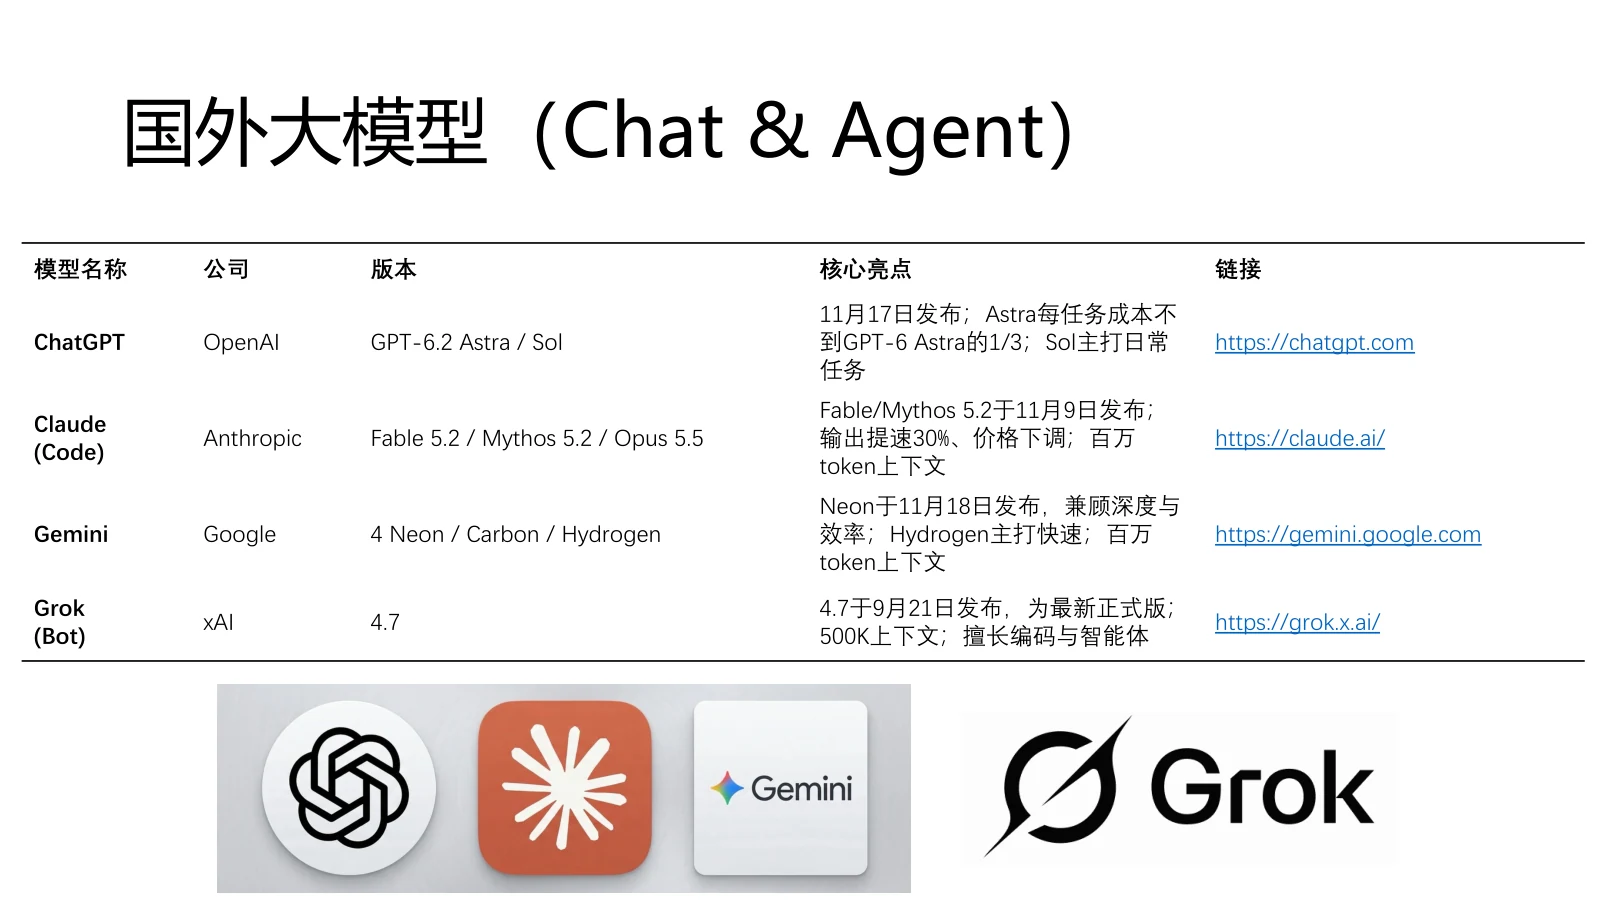 国外大模型（Chat & Agent）
模型名称 公司 版本 核心亮点 链接
ChatGPT OpenAI GPT-6.2 Astra / Sol
11月17日发布；Astra每任务成本不
到GPT-6 Astra的1/3；Sol主打日常
任务
https://chatgpt.com
Claude
(Code)
Anthropic Fable 5.2 / Mythos 5.2 / Opus 5.5
Fable/Mythos 5.2于11月9日发布；
输出提速30%、价格下调；百万
token上下文
https://claude.ai/
Gemini Google 4 Neon / Carbon / Hydrogen
Neon于11月18日发布，兼顾深度与
效率；Hydrogen主打快速；百万
token上下文
https://gemini.google.com
Grok
(Bot)
xAI 4.7
4.7于9月21日发布，为最新正式版；
500K上下文；擅长编码与智能体
https://grok.x.ai/
Gemini
Grok